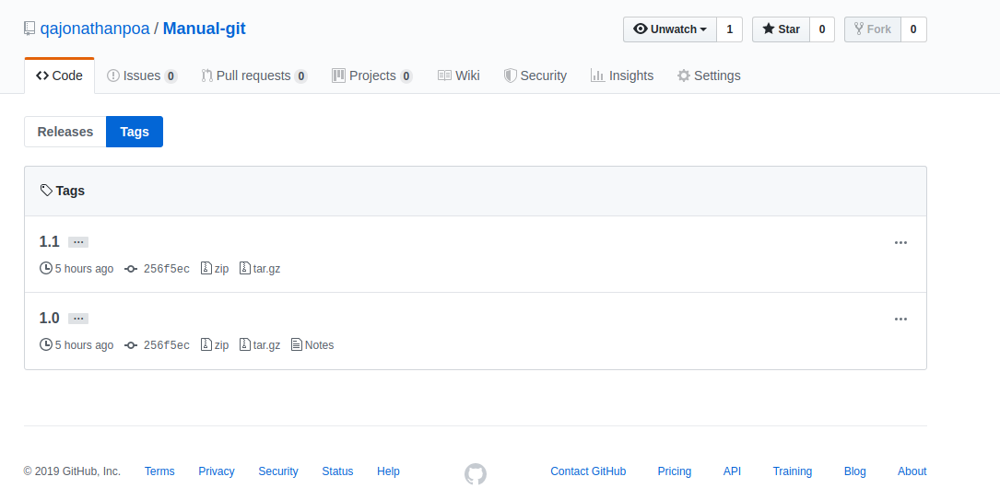 qajonathanpoa / Manual-git Unwatch 1 Star 0 Fork 0
Code Issues 0 Pull requests 0 Projects 0 Wiki Security Insights Settings
Releases Tags
Tags
1.1 ... ...
5 hours ago 256f5ec zip tar.gz
1.0 ... ...
5 hours ago 256f5ec zip tar.gz Notes
© 2019 GitHub, Inc. Terms Privacy Security Status Help Contact GitHub Pricing API Training Blog About